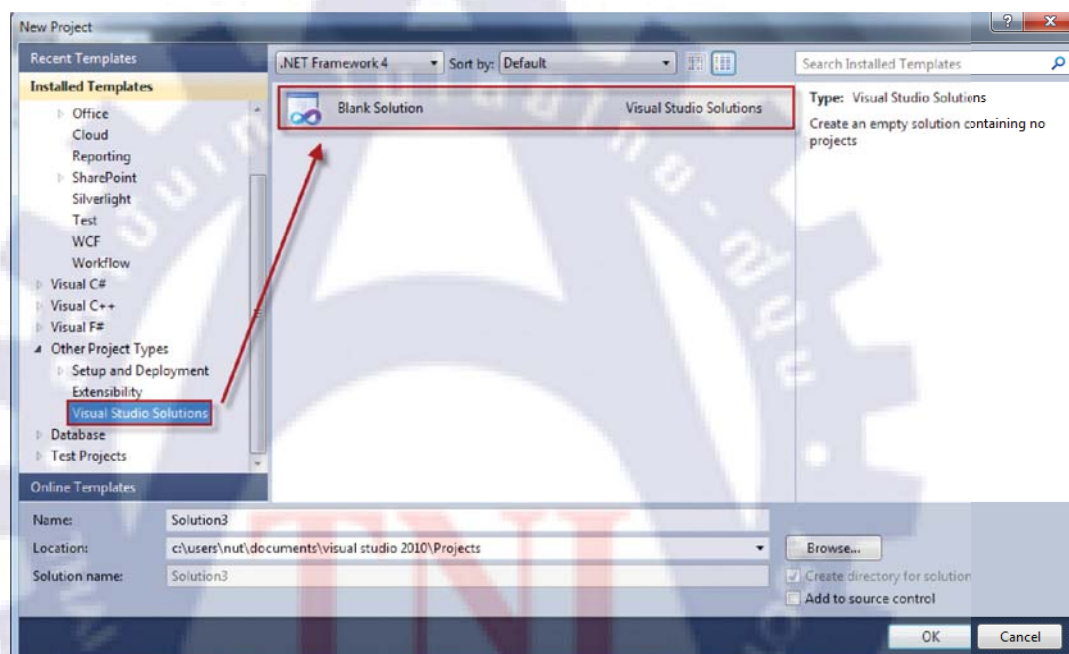 New Project
Recent Templates
Installed Templates
Office
Cloud
Reporting
SharePoint
Silverlight
Test
WCF
Workflow
Visual C#
Visual C++
Visual F#
Other Project Types
Setup and Deployment
Extensibility
Visual Studio Solutions
Database
Test Projects
Online Templates
.NET Framework 4 Sort by: Default
Blank Solution Visual Studio Solutions
Search Installed Templates
Type: Visual Studio Solutions
Create an empty solution containing no
projects
Name: Solution3
Location: c:\users\nut\documents\visual studio 2010\Projects
Browse...
Solution name: Solution3
Create directory for solution
Add to source control
OK Cancel
TNI